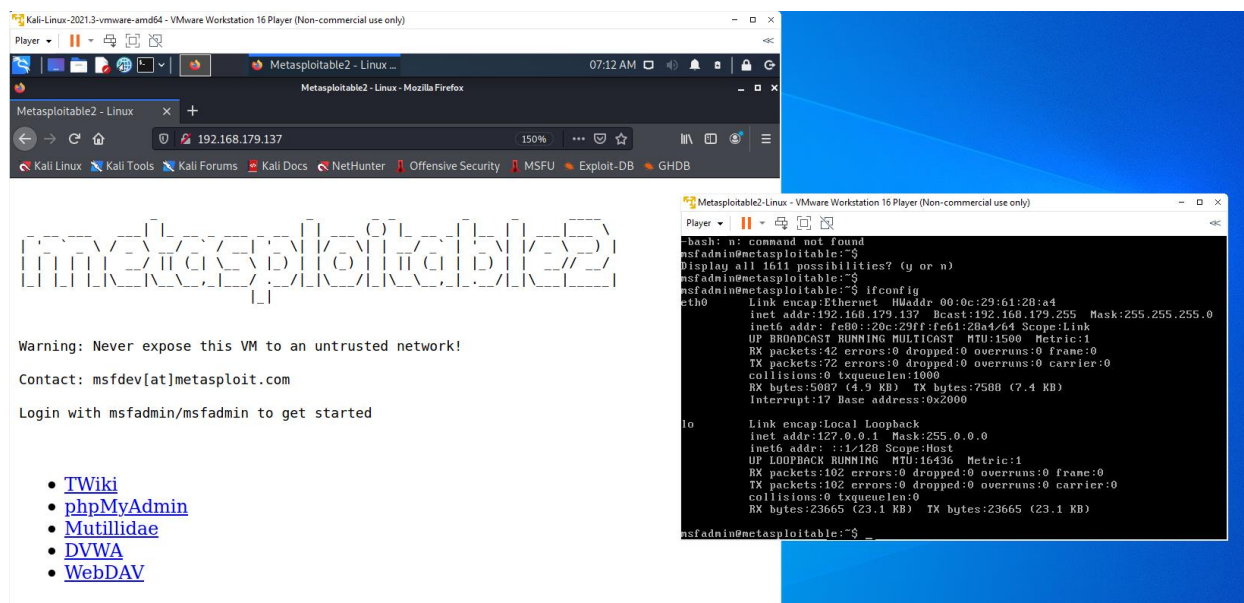 Kali-Linux-2021.3-vmware-amd64 - VMware Workstation 16 Player (Non-commercial use only)
Player
Metasploitable2 - Linux ...
07:12 AM
Metasploitable2 - Linux - Mozilla Firefox
Metasploitable2 - Linux
192.168.179.137
150%
Kali Linux Kali Tools Kali Forums Kali Docs NetHunter Offensive Security MSFU Exploit-DB GHDB
metasploitable2
Warning: Never expose this VM to an untrusted network!
Contact: msfdev[at]metasploit.com
Login with msfadmin/msfadmin to get started
TWiki
phpMyAdmin
Mutillidae
DVWA
WebDAV
Metasploitable2-Linux - VMware Workstation 16 Player (Non-commercial use only)
Player
-bash: n: command not found
msfadmin@metasploitable:~$
Display all 1611 possibilities? (y or n)
msfadmin@metasploitable:~$
msfadmin@metasploitable:~$ ifconfig
eth0 Link encap:Ethernet HWaddr 00:0c:29:61:28:a4
inet addr:192.168.179.137 Bcast:192.168.179.255 Mask:255.255.255.0
inet6 addr: fe80::20c:29ff:fe61:28a4/64 Scope:Link
UP BROADCAST RUNNING MULTICAST MTU:1500 Metric:1
RX packets:42 errors:0 dropped:0 overruns:0 frame:0
TX packets:72 errors:0 dropped:0 overruns:0 carrier:0
collisions:0 txqueuelen:1000
RX bytes:5087 (4.9 KB) TX bytes:7588 (7.4 KB)
Interrupt:17 Base address:0x2000
lo Link encap:Local Loopback
inet addr:127.0.0.1 Mask:255.0.0.0
inet6 addr: ::1/128 Scope:Host
UP LOOPBACK RUNNING MTU:16436 Metric:1
RX packets:102 errors:0 dropped:0 overruns:0 frame:0
TX packets:102 errors:0 dropped:0 overruns:0 carrier:0
collisions:0 txqueuelen:0
RX bytes:23665 (23.1 KB) TX bytes:23665 (23.1 KB)
msfadmin@metasploitable:~$ _